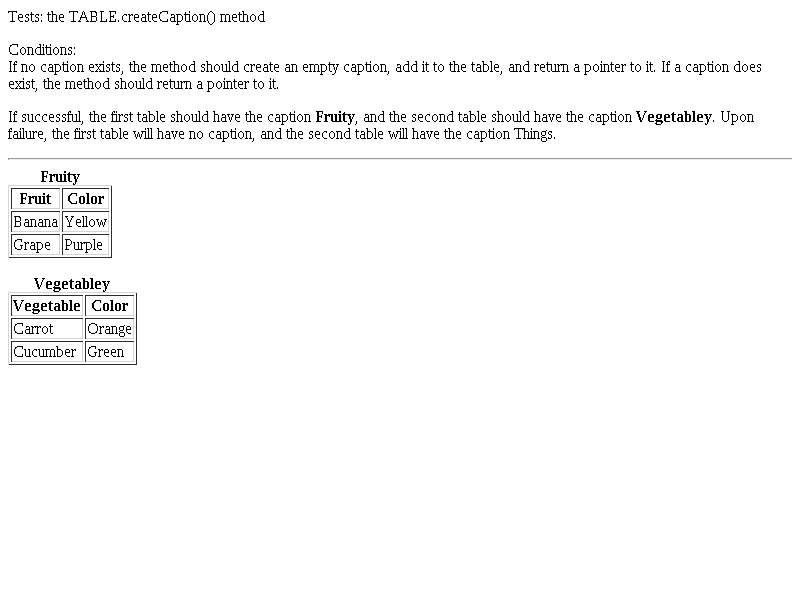 Tests: the TABLE.createCaption() method
Conditions:
If no caption exists, the method should create an empty caption, add it to the table, and return a pointer to it. If a caption does
exist, the method should return a pointer to it.
If successful, the first table should have the caption Fruity, and the second table should have the caption Vegetabley. Upon
failure, the first table will have no caption, and the second table will have the caption Things.
Fruity
Fruit Color
Banana Yellow
Grape Purple
Vegetabley
Vegetable Color
Carrot Orange
Cucumber Green